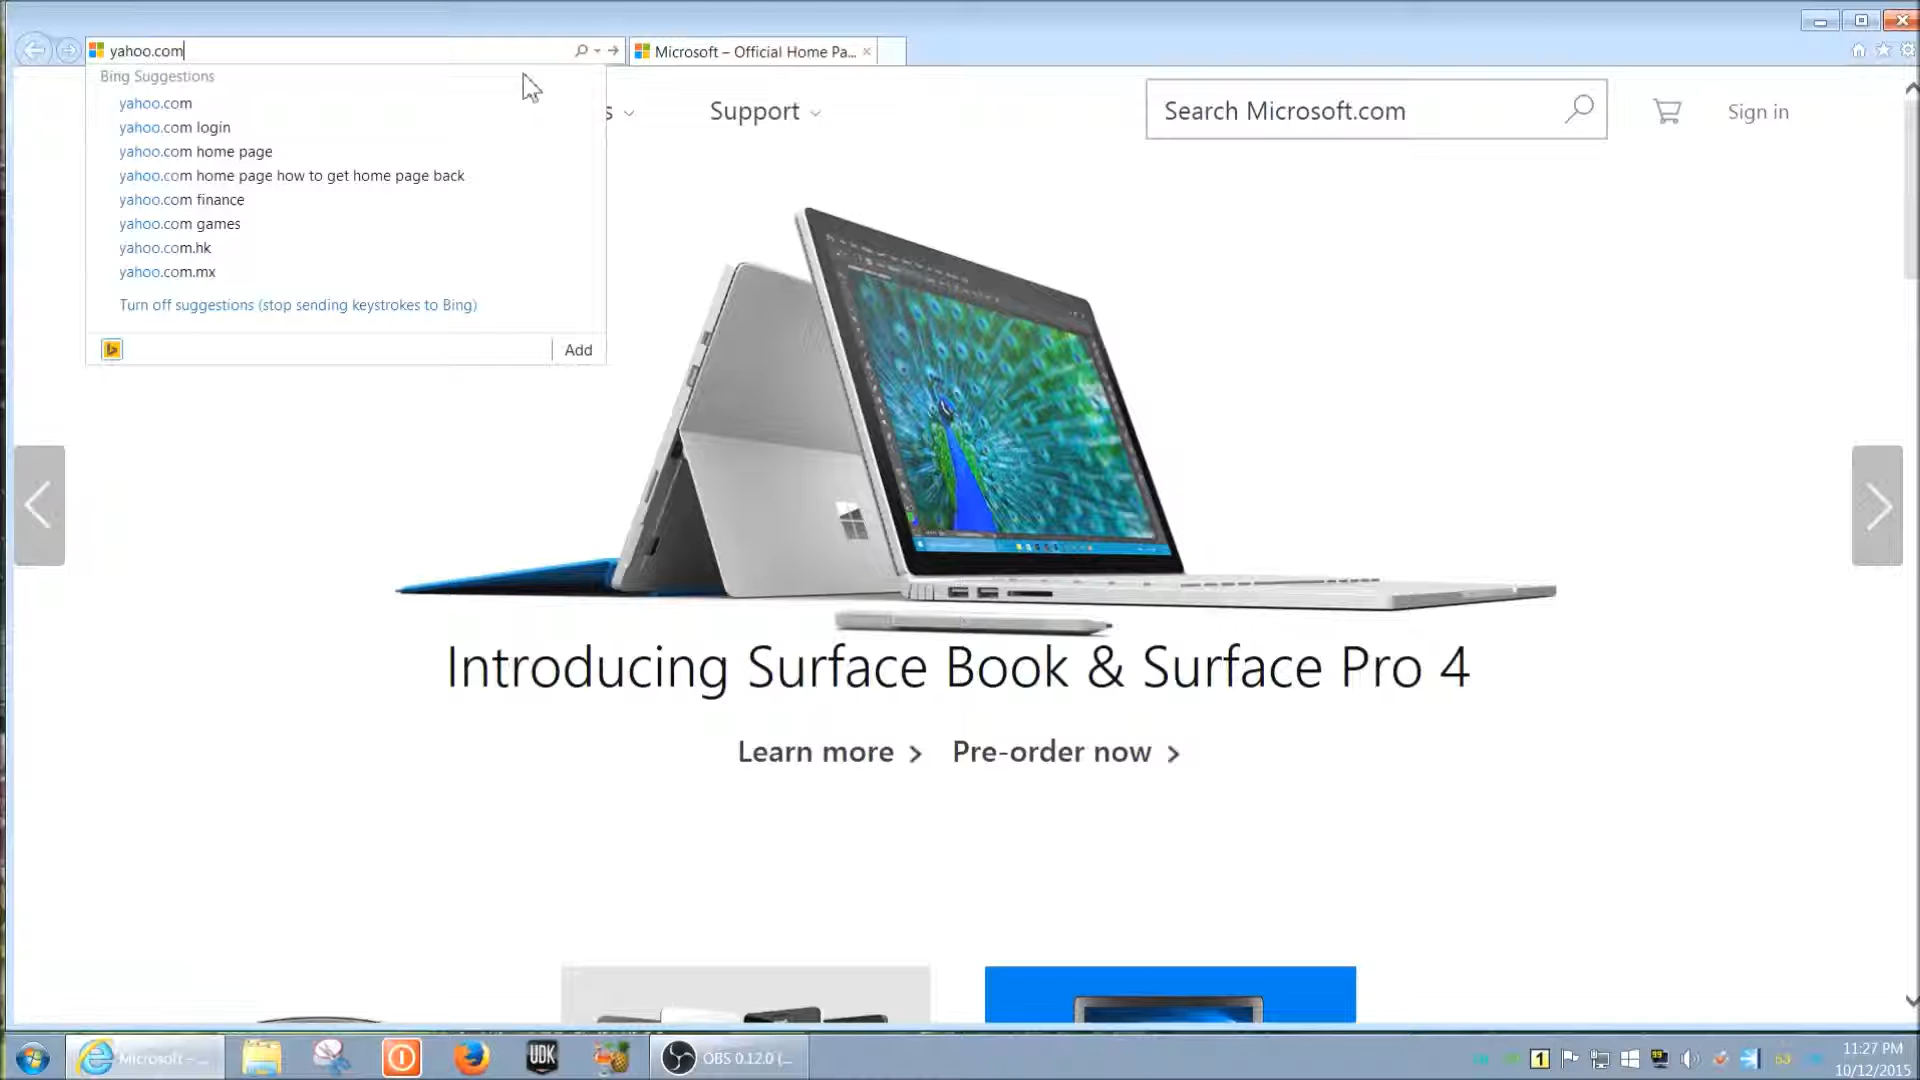 yahoo.com
Microsoft – Official Home Pa...
Bing Suggestions
yahoo.com
yahoo.com login
yahoo.com home page
yahoo.com home page how to get home page back
yahoo.com finance
yahoo.com games
yahoo.com.hk
yahoo.com.mx
Turn off suggestions (stop sending keystrokes to Bing)
Add
s
Support
Search Microsoft.com
Sign in
Introducing Surface Book & Surface Pro 4
Learn more
Pre-order now
Microsoft – ...
UDK
OBS 0.12.0 (...
1
99
63
11:27 PM
10/12/2015